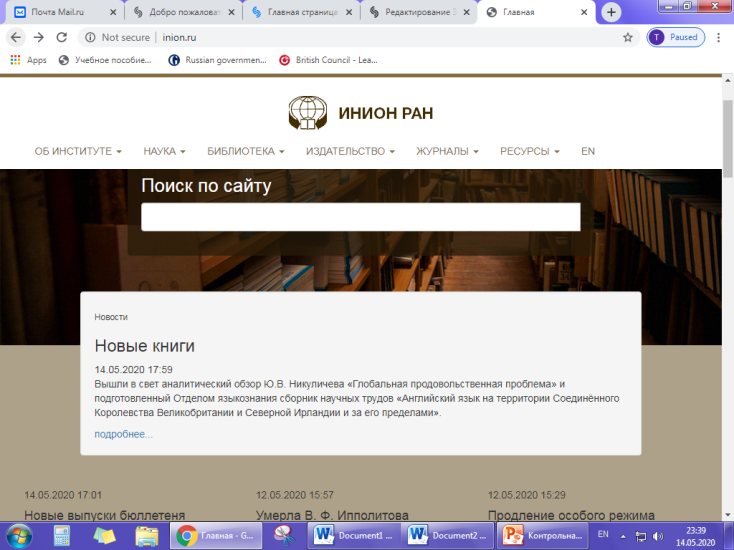 Почта Mail.ru
Добро пожаловат
Главная страница
Редактирование
Главная
Not secure | inion.ru
T Paused
Apps
Учебное пособие...
Russian governmen...
British Council - Lea...
ИНИОН РАН
ОБ ИНСТИТУТЕ НАУКА БИБЛИОТЕКА ИЗДАТЕЛЬСТВО ЖУРНАЛЫ РЕСУРСЫ EN
Поиск по сайту
Новости
Новые книги
14.05.2020 17:59
Вышли в свет аналитический обзор Ю.В. Никуличева «Глобальная продовольственная проблема» и
подготовленный Отделом языкознания сборник научных трудов «Английский язык на территории Соединённого
Королевства Великобритании и Северной Ирландии и за его пределами».
подробнее...
14.05.2020 17:01
12.05.2020 15:57
12.05.2020 15:29
Новые выпуски бюллетеня
Умерла В. Ф. Ипполитова
Продление особого режима
Главная - G...
Document1 ...
Document2 ...
Контрольна...
EN
23:39
14.05.2020